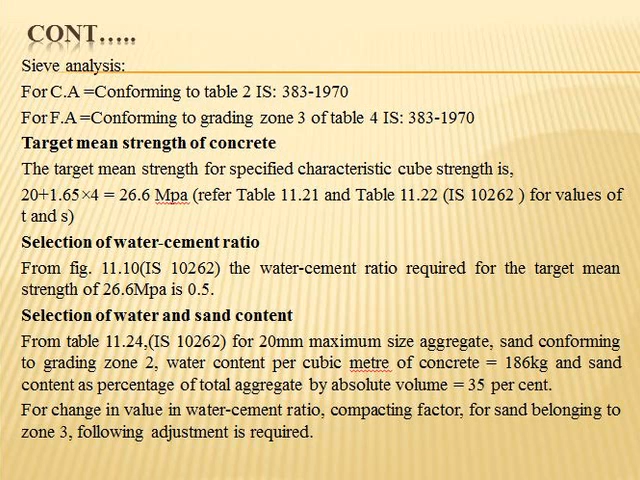 CONT…..
Sieve analysis:
For C.A =Conforming to table 2 IS: 383-1970
For F.A =Conforming to grading zone 3 of table 4 IS: 383-1970
Target mean strength of concrete
The target mean strength for specified characteristic cube strength is,
20+1.65×4 = 26.6 Mpa (refer Table 11.21 and Table 11.22 (IS 10262 ) for values of
t and s)
Selection of water-cement ratio
From fig. 11.10(IS 10262) the water-cement ratio required for the target mean
strength of 26.6Mpa is 0.5.
Selection of water and sand content
From table 11.24,(IS 10262) for 20mm maximum size aggregate, sand conforming
to grading zone 2, water content per cubic metre of concrete = 186kg and sand
content as percentage of total aggregate by absolute volume = 35 per cent.
For change in value in water-cement ratio, compacting factor, for sand belonging to
zone 3, following adjustment is required.